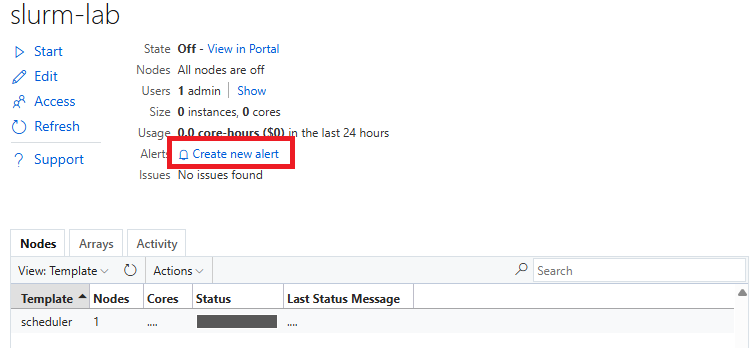 slurm-lab
Start
Edit
Access
Refresh
Support
State Off - View in Portal
Nodes All nodes are off
Users 1 admin | Show
Size 0 instances, 0 cores
Usage 0.0 core-hours ($0) in the last 24 hours
Alerts Create new alert
Issues No issues found
Nodes Arrays Activity
View: Template Actions Search
Template Nodes Cores Status Last Status Message
scheduler 1 .... ....